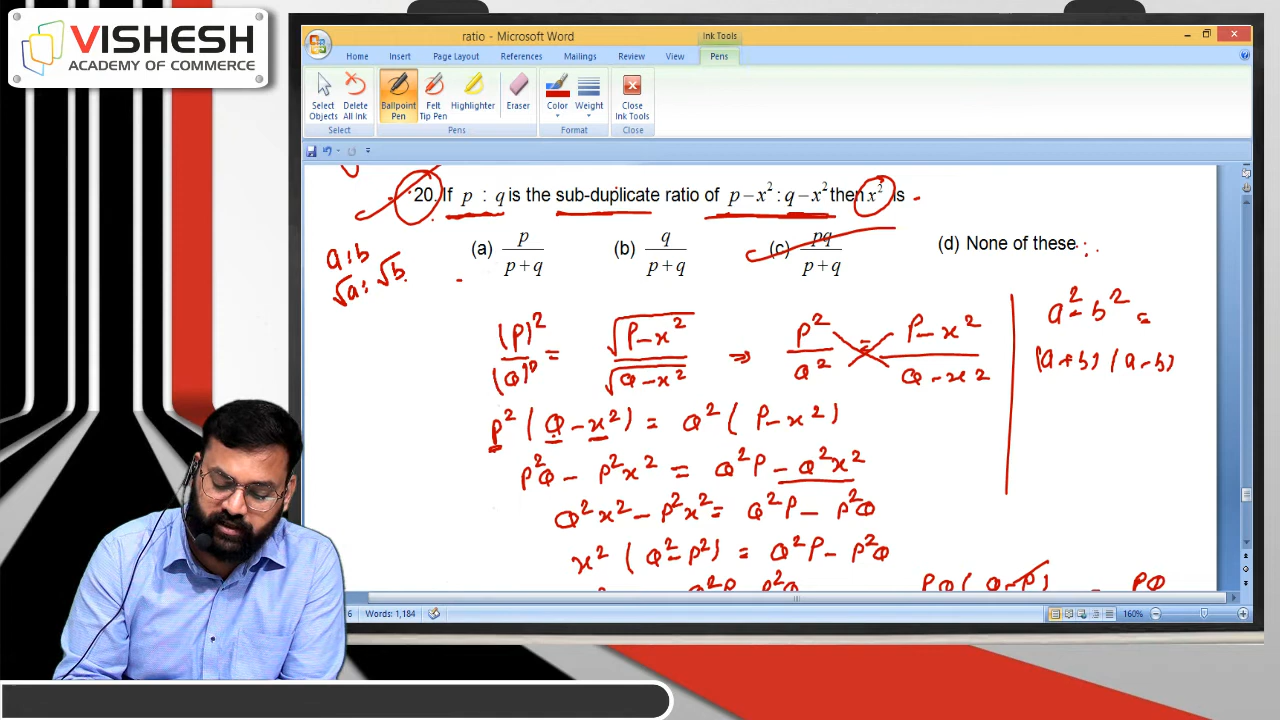 VISHESH
ACADEMY OF COMMERCE
ratio - Microsoft Word
Ink Tools
Home Insert Page Layout References Mailings Review View Pens
Select Objects
Delete All Ink
Ballpoint Pen
Felt Tip Pen
Highlighter
Eraser
Color
Weight
Close Ink Tools
Select
Pens
Format
Close
20. If p : q is the sub-duplicate ratio of p − x² : q − x² then x² is
(a) p/(p+q) (b) q/(p+q) (c) pq/(p+q) (d) None of these
a:b
√a:√b
(P)²/(Q)² = √(P−x²)/√(Q−x²) ⇒ P²/Q² = (P−x²)/(Q−x²)
a²−b² =
(a+b) (a−b)
P² (Q − x²) = Q² (P − x²)
P²Q − P²x² = Q²P − Q²x²
Q²x² − P²x² = Q²P − P²Q
x² (Q²−P²) = Q²P − P²Q
PQ (Q−P) = PQ
6 Words: 1,184
160%